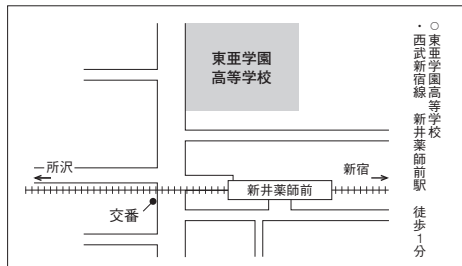 ○東亜学園高等学校
・西武新宿線　新井薬師前駅　徒歩1分
東亜学園
高等学校
所沢
新宿
新井薬師前
交番